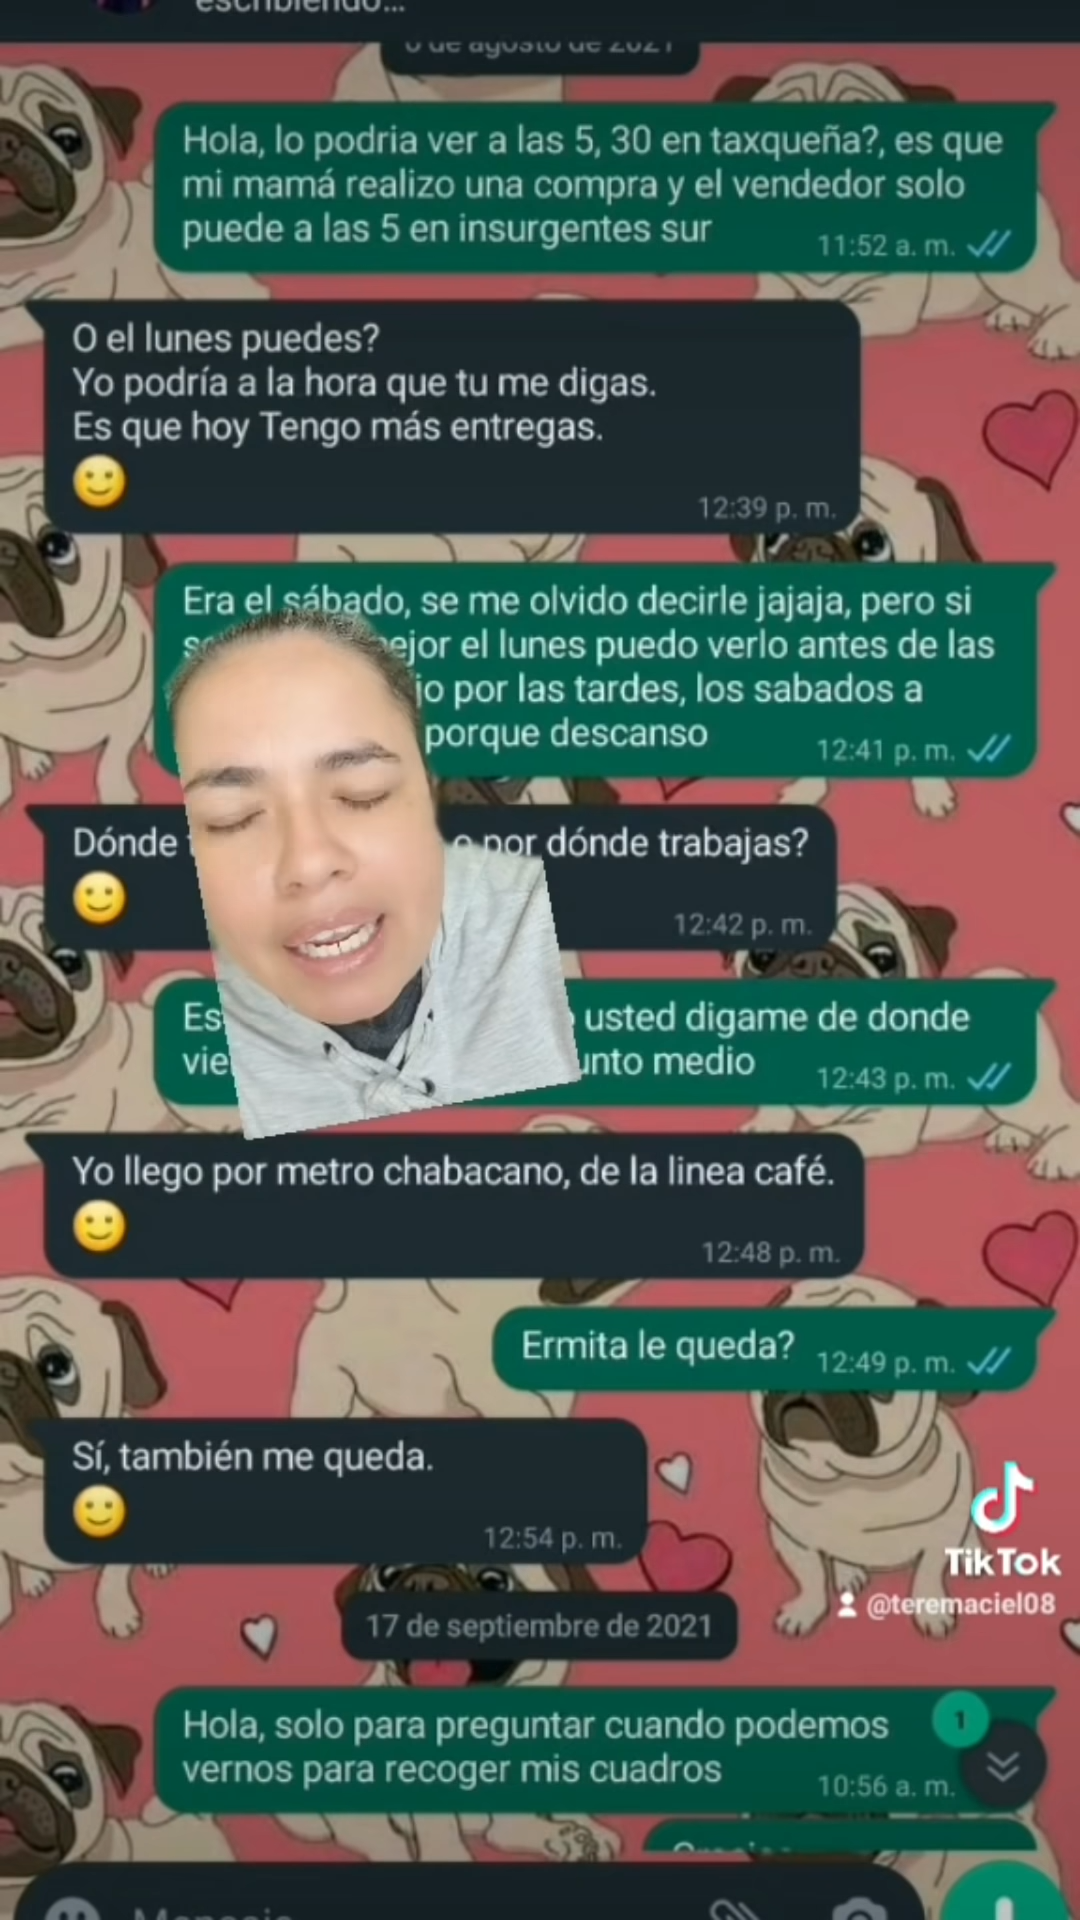 escribiendo...
6 de agosto de 2021
Hola, lo podria ver a las 5, 30 en taxqueña?, es que
mi mamá realizo una compra y el vendedor solo
puede a las 5 en insurgentes sur
11:52 a. m.
O el lunes puedes?
Yo podría a la hora que tu me digas.
Es que hoy Tengo más entregas.
12:39 p. m.
Era el sábado, se me olvido decirle jajaja, pero si
el lunes puedo verlo antes de las
por las tardes, los sabados a
porque descanso
12:41 p. m.
Dónde o por dónde trabajas?
12:42 p. m.
usted digame de donde
medio
12:43 p. m.
Yo llego por metro chabacano, de la linea café.
12:48 p. m.
Ermita le queda?
12:49 p. m.
Sí, también me queda.
12:54 p. m.
TikTok
@teremaciel08
17 de septiembre de 2021
Hola, solo para preguntar cuando podemos
1
vernos para recoger mis cuadros
10:56 a. m.